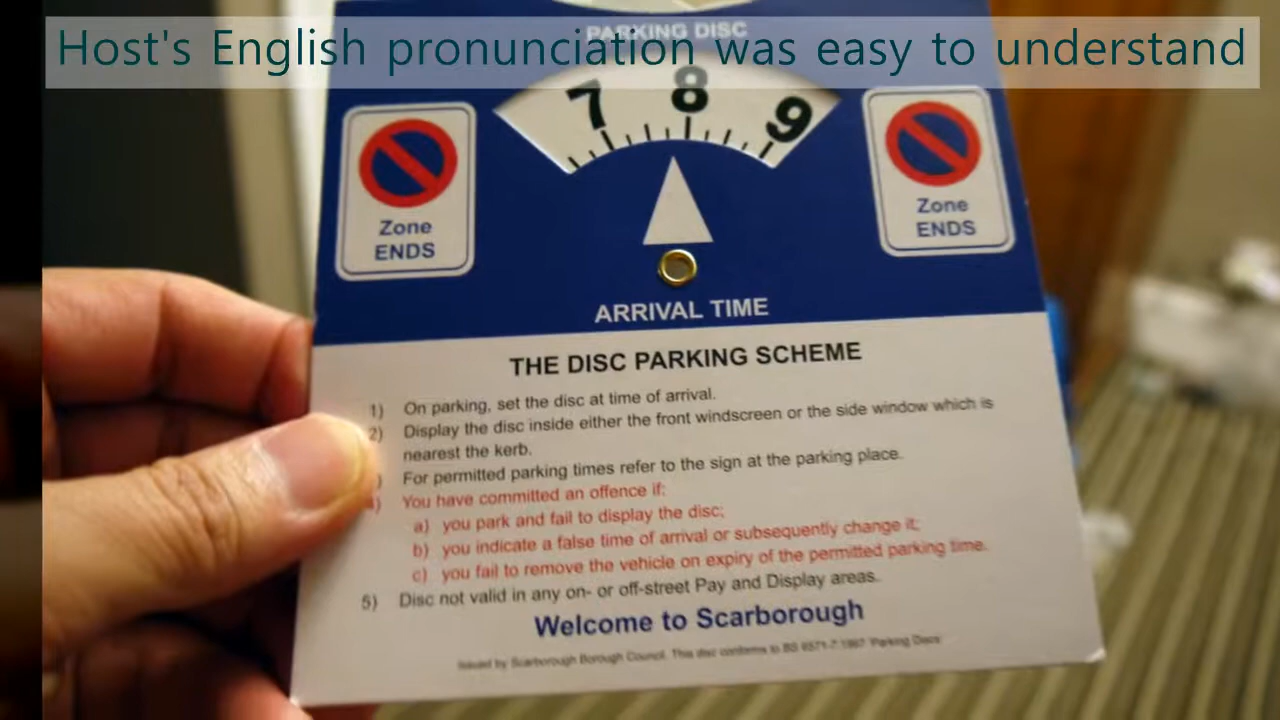 Host's English pronunciation was easy to understand
PARKING DISC
7 8 9
Zone
ENDS
Zone
ENDS
ARRIVAL TIME
THE DISC PARKING SCHEME
1) On parking, set the disc at time of arrival.
2) Display the disc inside either the front windscreen or the side window which is
nearest the kerb.
) For permitted parking times refer to the sign at the parking place.
) You have committed an offence if:
a) you park and fail to display the disc;
b) you indicate a false time of arrival or subsequently change it;
c) you fail to remove the vehicle on expiry of the permitted parking time.
5) Disc not valid in any on- or off-street Pay and Display areas.
Welcome to Scarborough
Issued by Scarborough Borough Council. This disc conforms to BS 'Parking Discs'